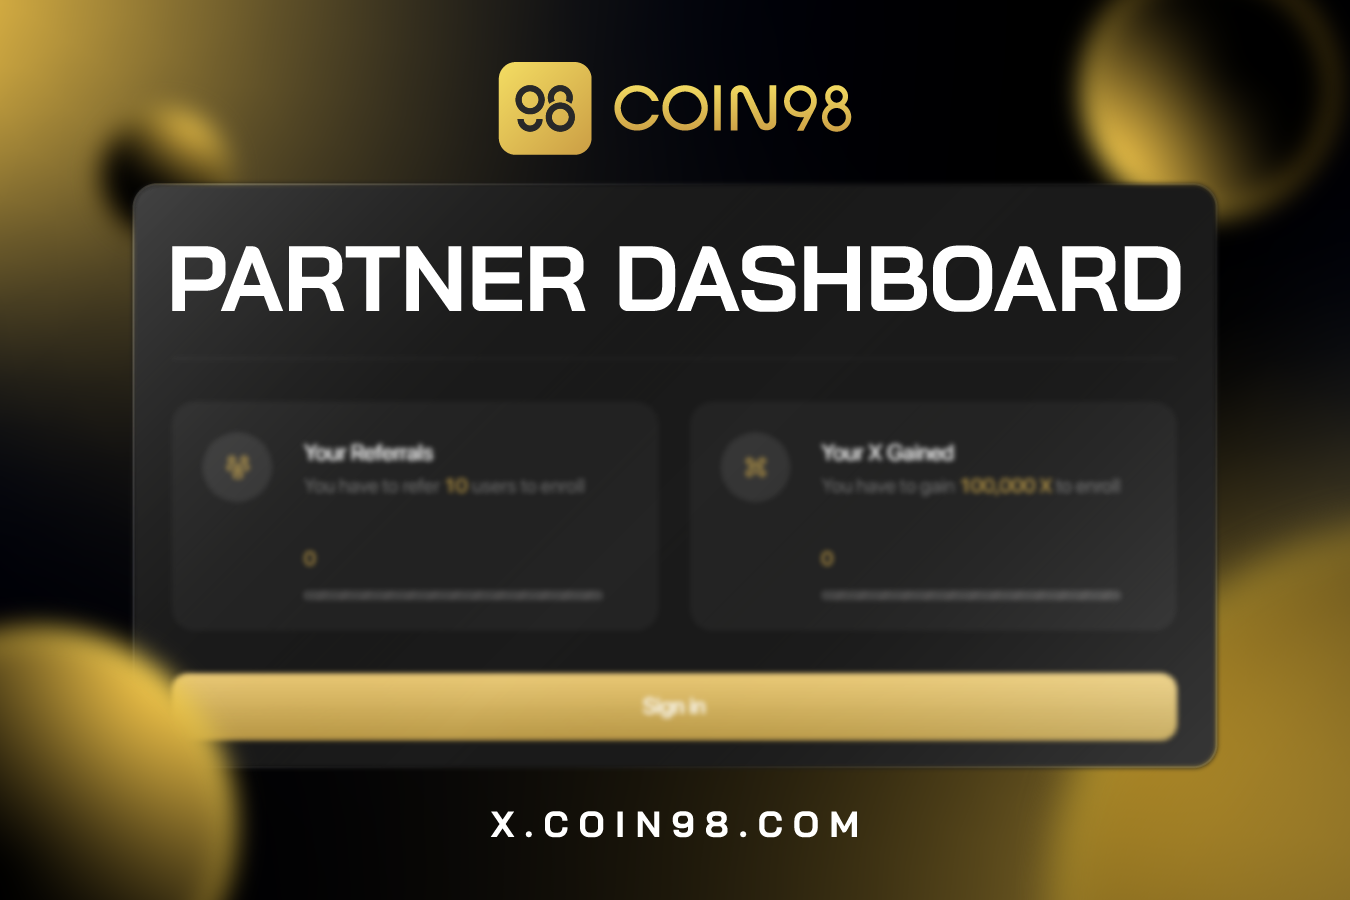 98 COIN98
PARTNER DASHBOARD
Your Referrals
You have to refer 10 users to enroll
0
Your X Gained
You have to gain 100,000 X to enroll
0
Sign in
X.COIN98.COM